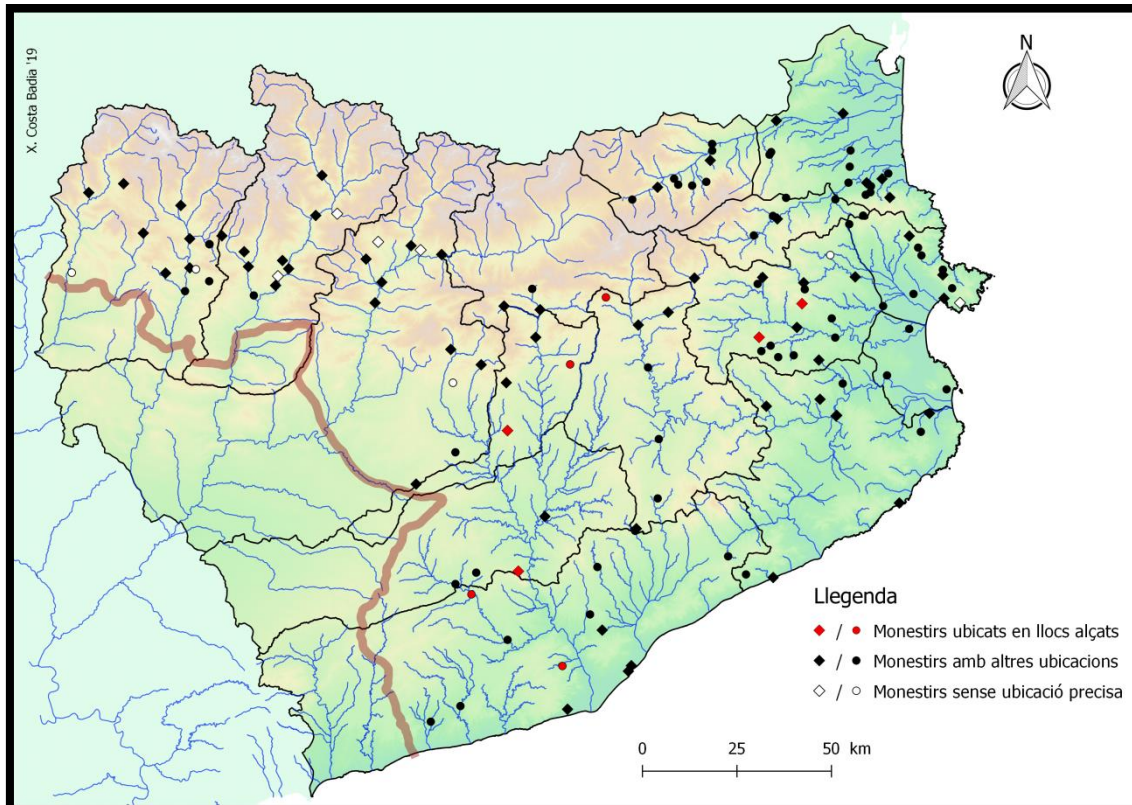 X. Costa Badia '19
N
Llegenda
/ Monestirs ubicats en llocs alçats
/ Monestirs amb altres ubicacions
/ Monestirs sense ubicació precisa
0 25 50 km